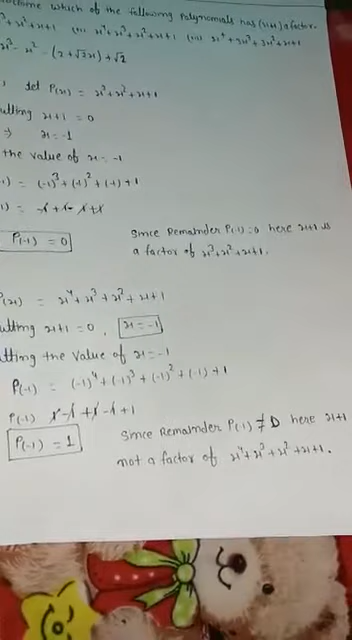 which of the following Polynomials has (x+1) a factor.
x³+x²+x+1 (ii) x⁴+x³+x²+x+1 (iii) x⁴+3x³+3x²+x+1
x³-x²-(2+√2x)+√2
let P(x) = x³+x²+x+1
utting x+1 = 0
⇒ x = -1
the value of x = -1
-1) = (-1)³+(-1)²+(-1)+1
1) = -1+1-1+1
P(-1) = 0
Since Remainder P(-1)=0 here x+1 is
a factor of x³+x²+x+1.
P(x) = x⁴+x³+x²+x+1
utting x+1 = 0, x = -1
tting the value of x = -1
P(-1) = (-1)⁴+(-1)³+(-1)²+(-1)+1
P(-1) 1-1+1-1+1
P(-1) = 1
Since Remainder P(-1) ≠ 0 here x+1
not a factor of x⁴+x³+x²+x+1.